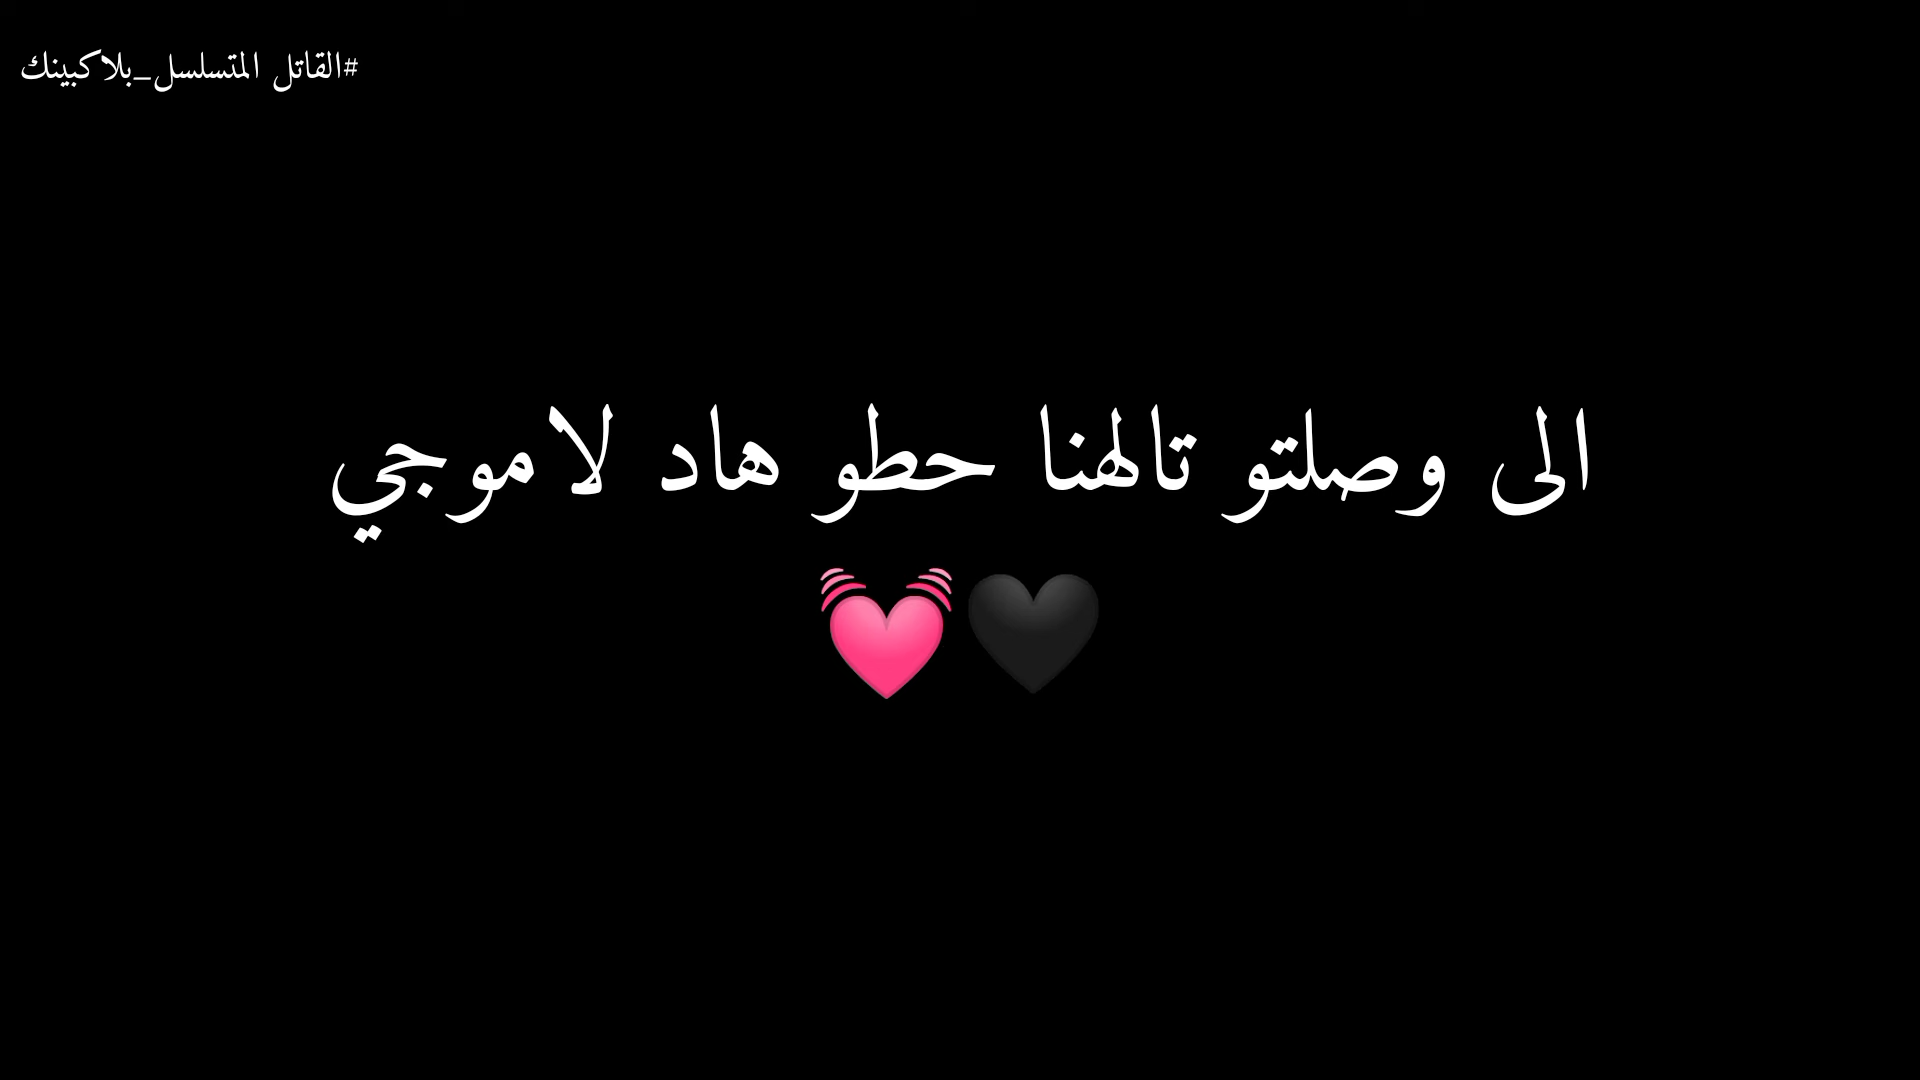 #القاتل المتسلسل_بلاكبينك
الى وصلتو تالهنا حطو هاد لاموجي
🖤💓